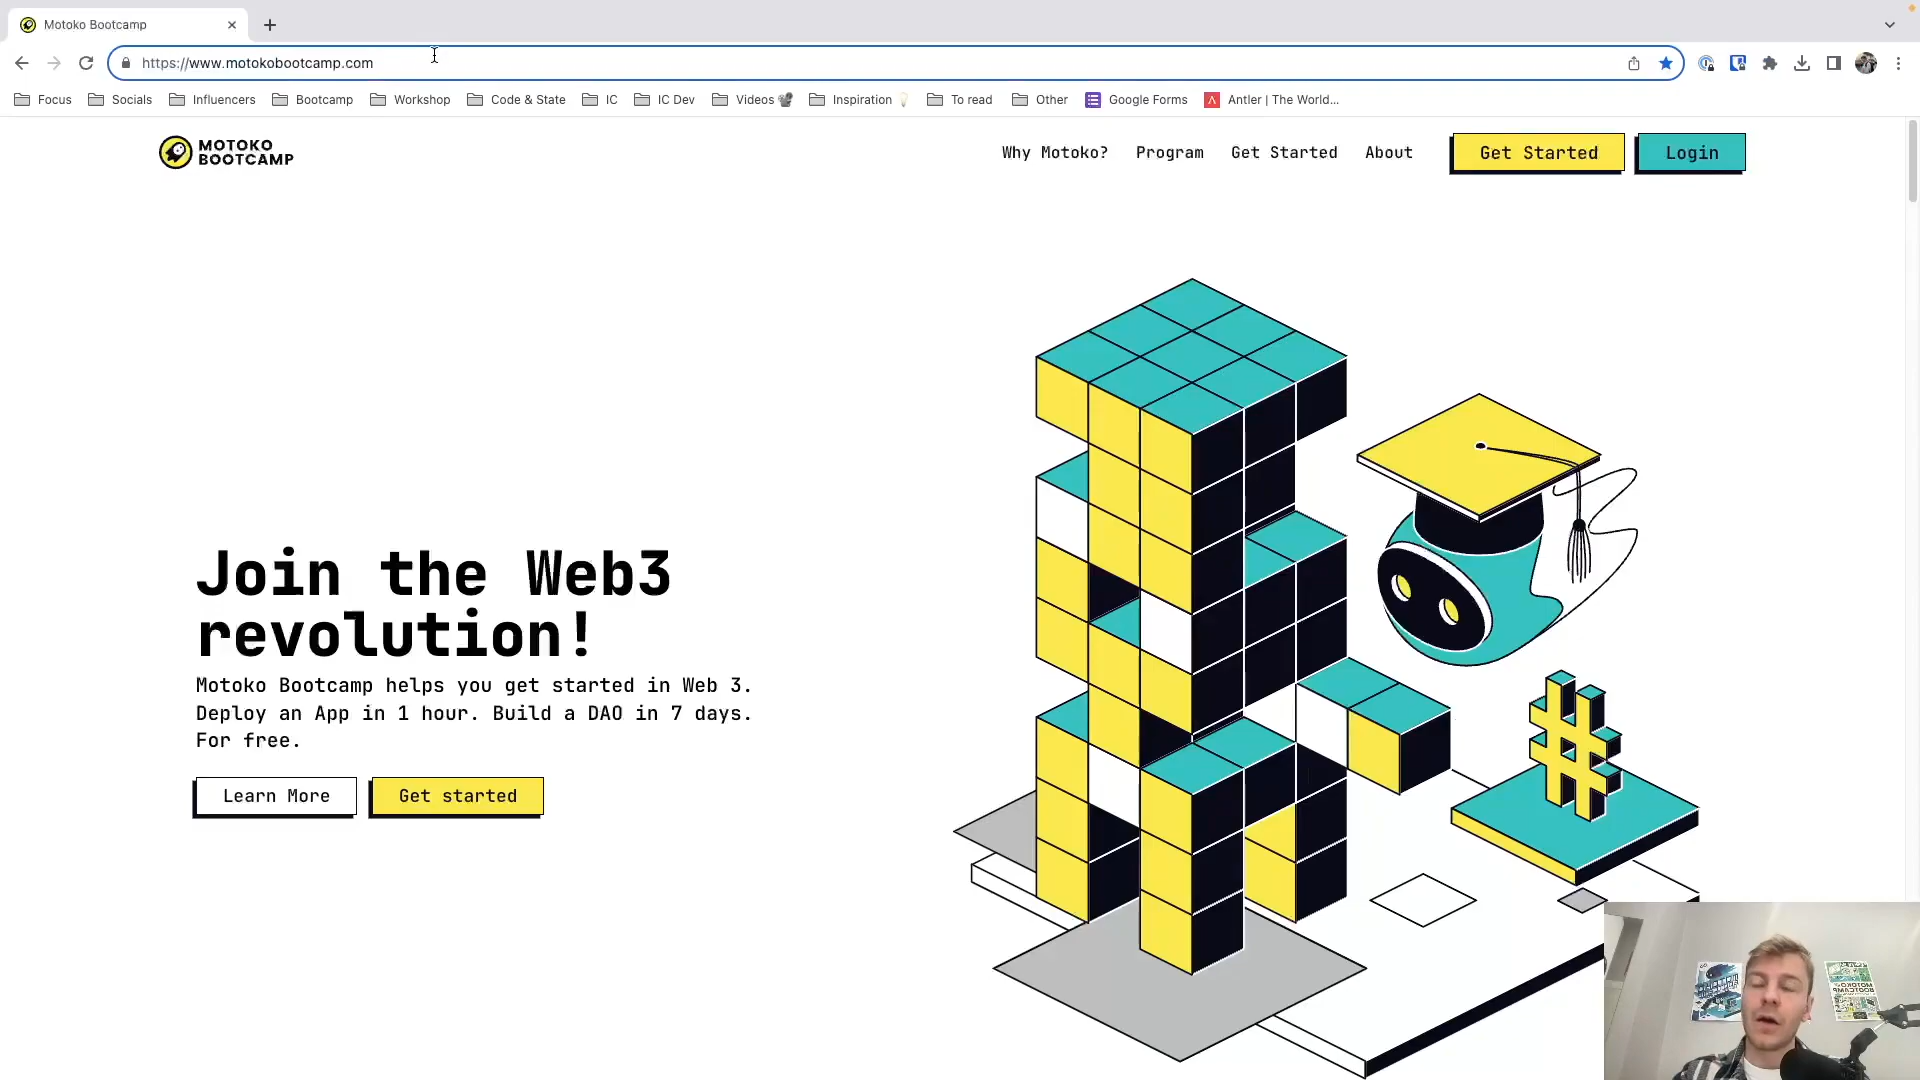 Motoko Bootcamp
https://www.motokobootcamp.com
Focus Socials Influencers Bootcamp Workshop Code & State IC IC Dev Videos Inspiration To read Other Google Forms Antler | The World...
MOTOKO
BOOTCAMP
Why Motoko? Program Get Started About Get Started Login
Join the Web3
revolution!
Motoko Bootcamp helps you get started in Web 3.
Deploy an App in 1 hour. Build a DAO in 7 days.
For free.
Learn More Get started